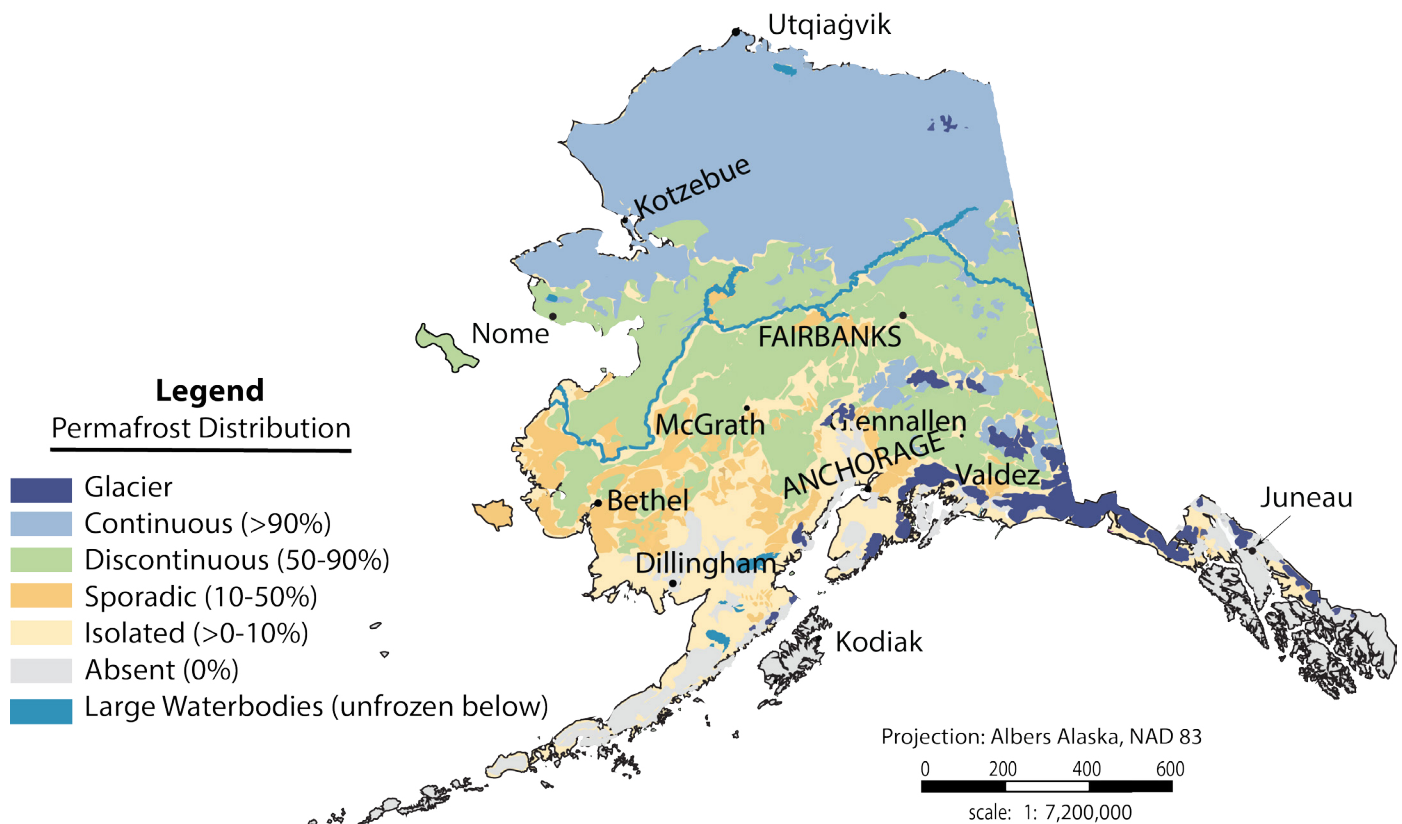 Utqiaġvik
Kotzebue
Nome
FAIRBANKS
Legend
Permafrost Distribution
McGrath
Glennallen
ANCHORAGE
Valdez
Glacier
Bethel
Juneau
Continuous (>90%)
Discontinuous (50-90%)
Dillingham
Sporadic (10-50%)
Isolated (>0-10%)
Kodiak
Absent (0%)
Large Waterbodies (unfrozen below)
Projection: Albers Alaska, NAD 83
0 200 400 600
scale: 1: 7,200,000